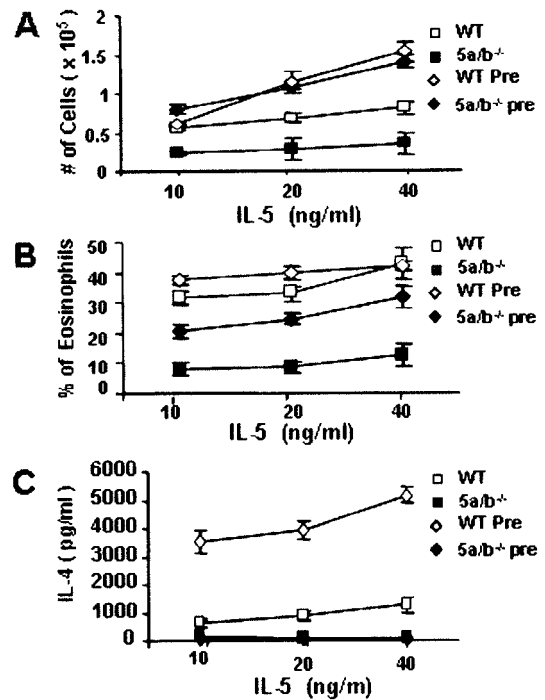 A
# of Cells ( x 10⁵)
2
1.5
1
0.5
0
10
20
40
IL-5 (ng/ml)
WT
5a/b⁻/⁻
WT Pre
5a/b⁻/⁻ pre
B
% of Eosinophils
50
40
30
20
10
0
10
20
40
IL-5 (ng/ml)
WT
5a/b⁻/⁻
WT Pre
5a/b⁻/⁻ pre
C
IL-4 ( pg/ml)
6000
5000
4000
3000
2000
1000
0
10
20
40
IL-5 (ng/m)
WT
5a/b⁻/⁻
WT Pre
5a/b⁻/⁻ pre